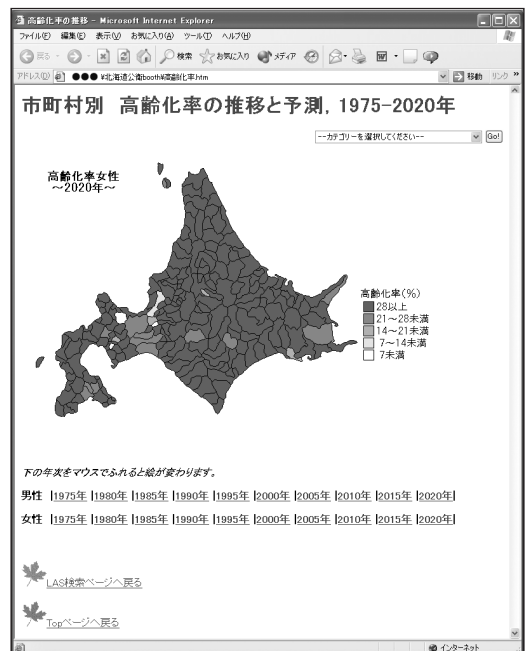 高齢化率の推移 - Microsoft Internet Explorer
ファイル(F) 編集(E) 表示(V) お気に入り(A) ツール(T) ヘルプ(H)
戻る 検索 お気に入り メディア
アドレス(D) ●●● ¥北海道公衛booth¥高齢化率.htm 移動 リンク »
市町村別 高齢化率の推移と予測, 1975-2020年
--カテゴリーを選択してください-- Go!
高齢化率女性
～2020年～
高齢化率(%)
28以上
21～28未満
14～21未満
7～14未満
7未満
下の年次をマウスでふれると絵が変わります。
男性 |1975年 |1980年 |1985年 |1990年 |1995年 |2000年 |2005年 |2010年 |2015年 |2020年|
女性 |1975年 |1980年 |1985年 |1990年 |1995年 |2000年 |2005年 |2010年 |2015年 |2020年|
LAS検索ページへ戻る
Topページへ戻る
インターネット